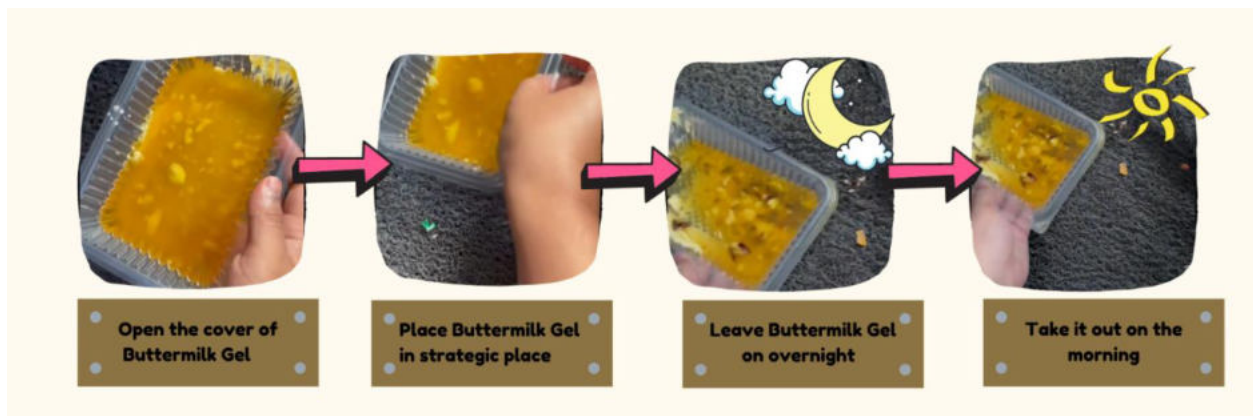 Open the cover of
Buttermilk Gel
Place Buttermilk Gel
in strategic place
Leave Buttermilk Gel
on overnight
Take it out on the
morning